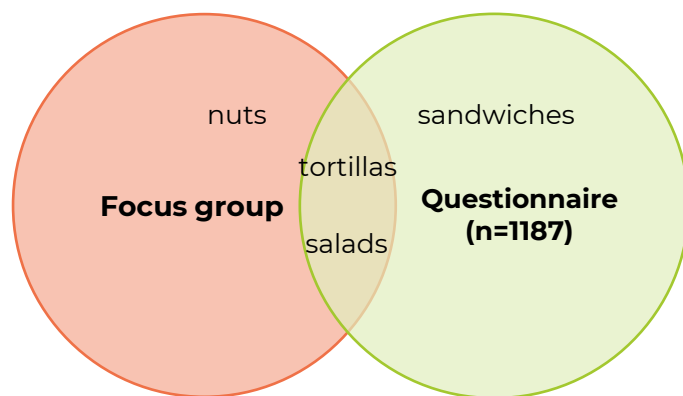 nuts
sandwiches
tortillas
Focus group
Questionnaire
(n=1187)
salads